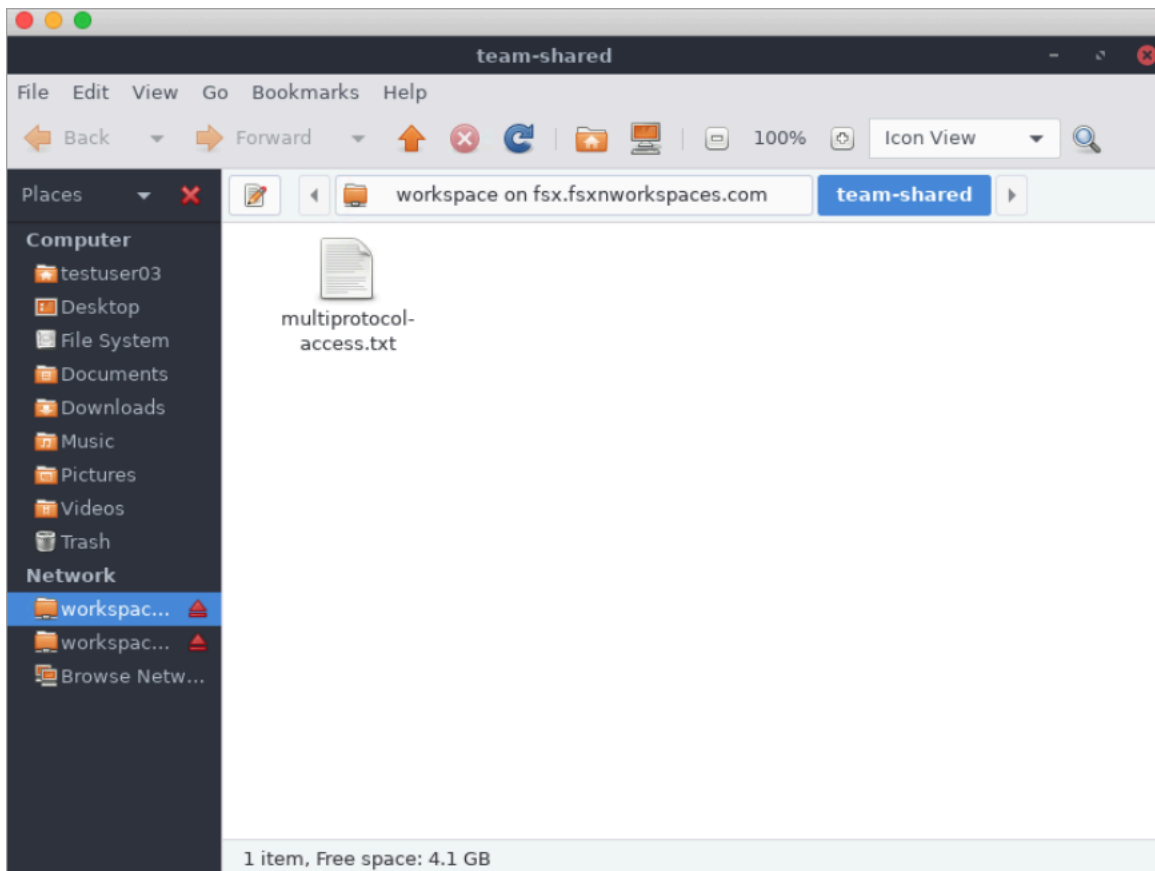 team-shared
File Edit View Go Bookmarks Help
Back Forward 100% Icon View
Places
workspace on fsx.fsxnworkspaces.com team-shared
Computer
testuser03
Desktop
File System
Documents
Downloads
Music
Pictures
Videos
Trash
Network
workspac...
workspac...
Browse Netw...
multiprotocol-
access.txt
1 item, Free space: 4.1 GB